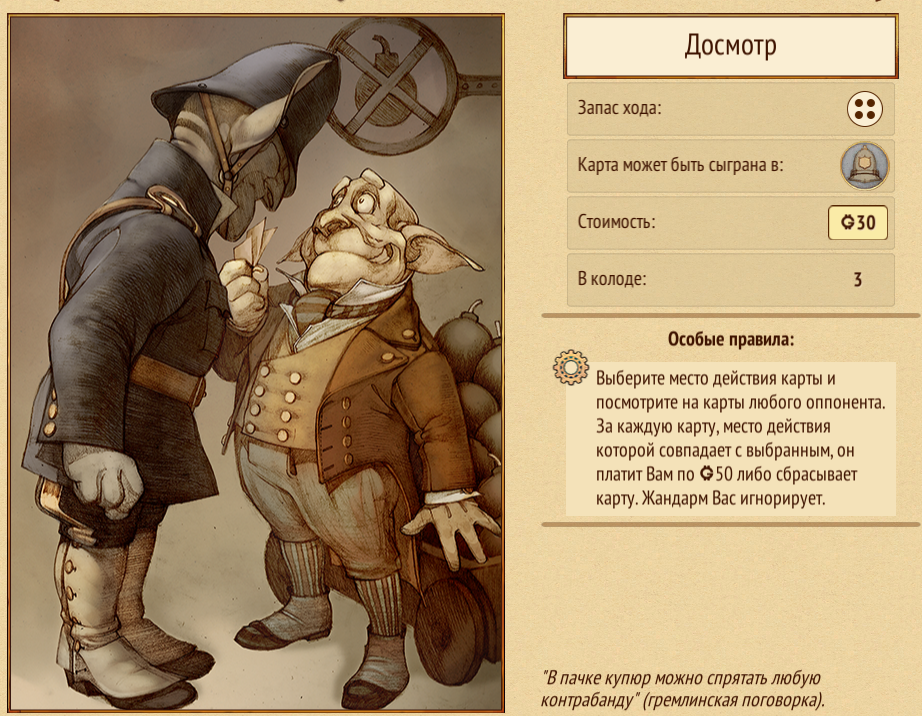 Досмотр
Запас хода:
Карта может быть сыграна в:
Стоимость: 30
В колоде: 3
Особые правила:
Выберите место действия карты и
посмотрите на карты любого оппонента.
За каждую карту, место действия
которой совпадает с выбранным, он
платит Вам по 50 либо сбрасывает
карту. Жандарм Вас игнорирует.
"В пачке купюр можно спрятать любую
контрабанду" (гремлинская поговорка).